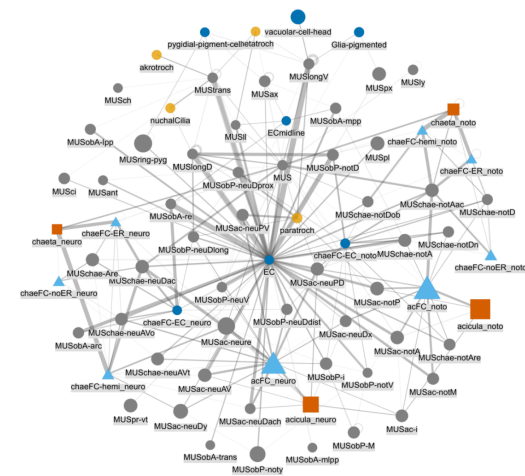 vacuolar-cell-head
pygidial-pigment-cell
metatroch
Glia-pigmented
akrotroch
MUStrans
MUSlongV
MUSpx
MUSly
MUSch
MUSax
nuchalCilia
ECmidline
MUSobA-mpp
chaeta_noto
MUSobA-lpp
MUSll
chaeFC-hemi_noto
MUSring-pyg
MUSlongD
MUSobP-notD
MUSpl
chaeFC-ER_noto
MUS
MUSci
MUSant
MUSobP-neuDprox
MUSchae-notAac
MUSobA-re
MUSac-neuPV
MUSchae-notDob
MUSchae-notD
chaeta_neuro
chaeFC-ER_neuro
paratroch
MUSobP-neuDlong
chaeFC-EC_noto
MUSchae-notA
MUSchae-notDn
MUSchae-Are
MUSchae-neuDac
EC
MUSac-neuPD
chaeFC-noER_noto
chaeFC-noER_neuro
MUSobP-neuV
MUSac-notP
acFC_noto
chaeFC-EC_neuro
MUSobP-neuDdist
acicula_noto
MUSchae-neuAVo
MUSac-neure
MUSac-neuDx
MUSobA-arc
MUSac-notA
MUSchae-notAre
MUSchae-neuAVt
acFC_neuro
MUSobP-i
MUSobP-notV
chaeFC-hemi_neuro
MUSac-neuAV
MUSac-notM
MUSpr-vt
MUSac-neuDy
MUSac-neuDach
acicula_neuro
MUSac-i
MUSobA-trans
MUSobP-M
MUSobP-noty
MUSobA-mlpp